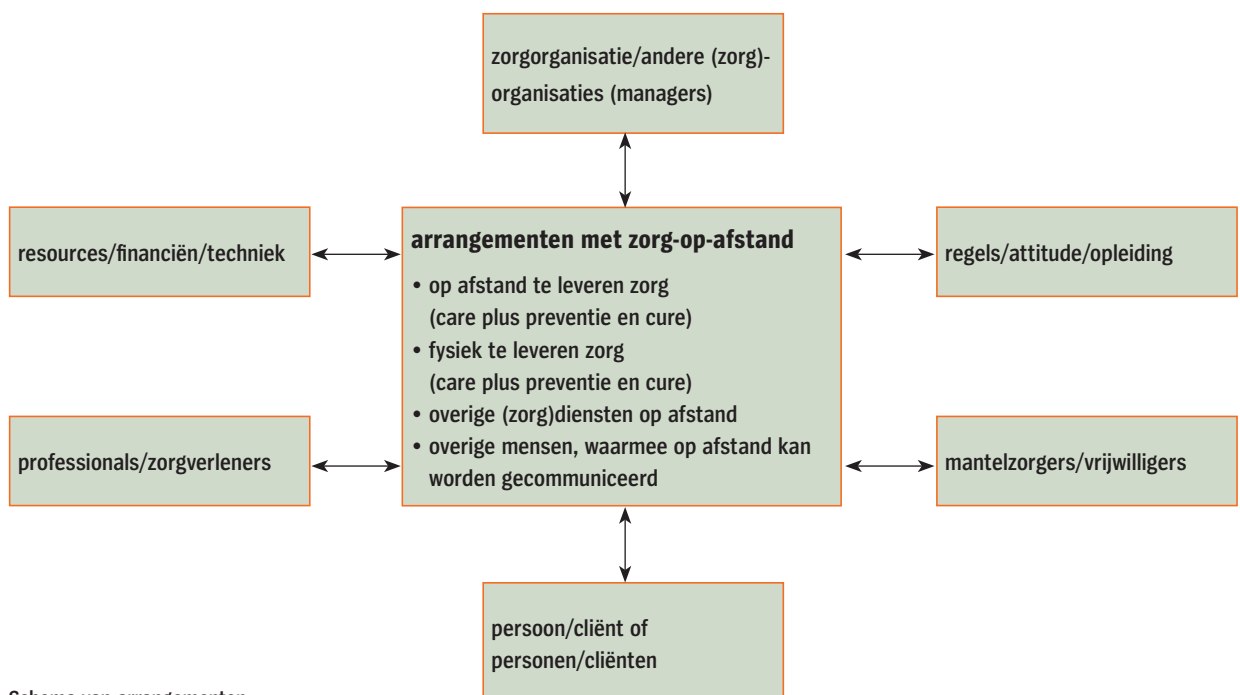 zorgorganisatie/andere (zorg)-
organisaties (managers)
resources/financiën/techniek
arrangementen met zorg-op-afstand
• op afstand te leveren zorg
(care plus preventie en cure)
• fysiek te leveren zorg
(care plus preventie en cure)
• overige (zorg)diensten op afstand
• overige mensen, waarmee op afstand kan
worden gecommuniceerd
regels/attitude/opleiding
professionals/zorgverleners
mantelzorgers/vrijwilligers
persoon/cliënt of
personen/cliënten
Schema van arrangementen